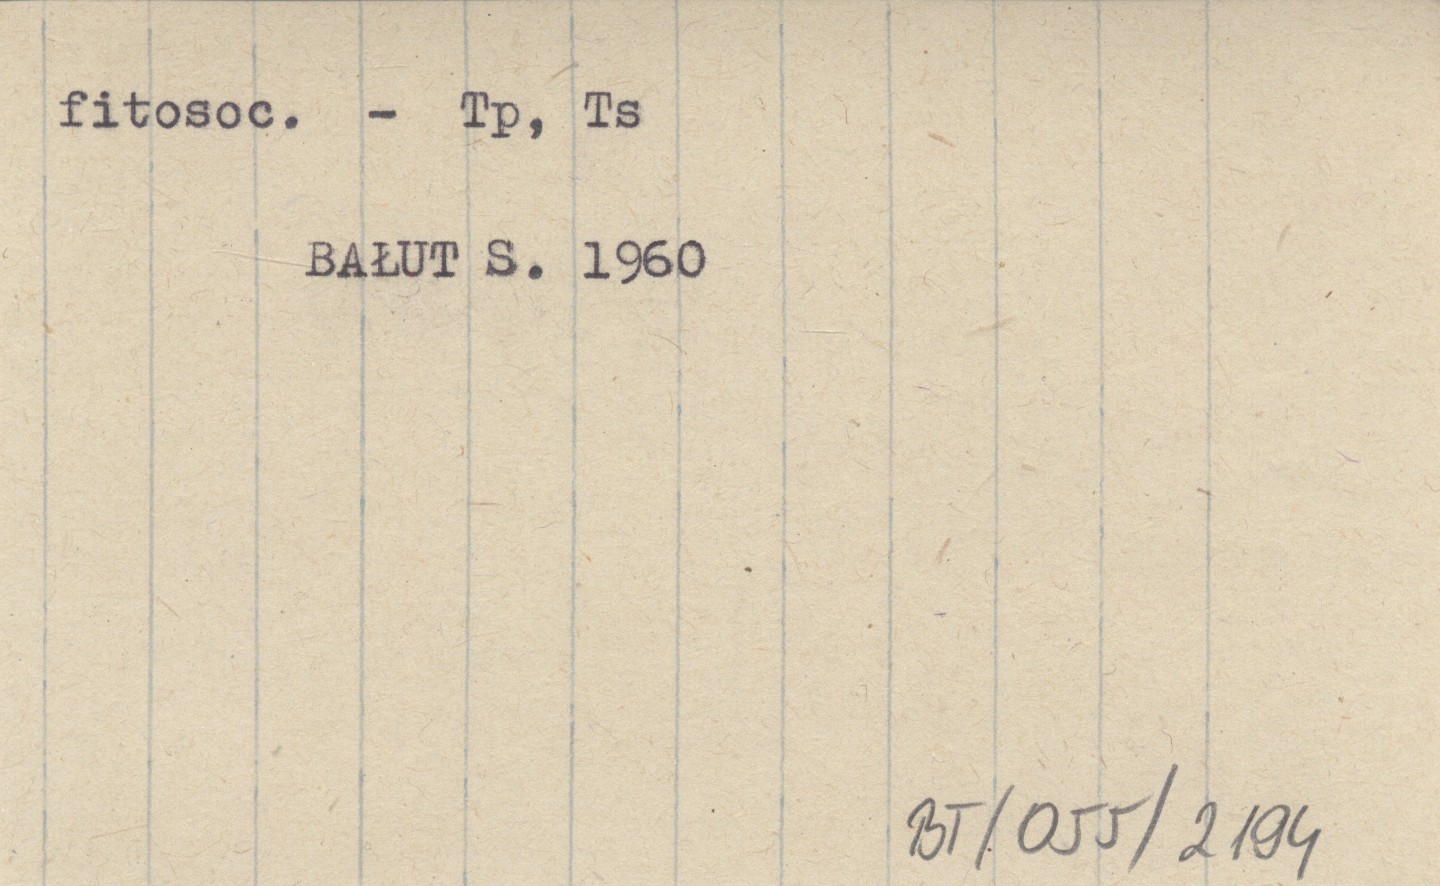 fitosoc. - Tp, Ts
BAŁUT S. 1960
BT/055/2194